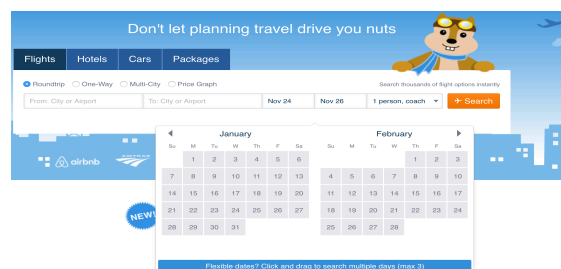 Don't let planning travel drive you nuts
Flights Hotels Cars Packages
Roundtrip One-Way Multi-City Price Graph Search thousands of flight options instantly
From: City or Airport To: City or Airport Nov 24 Nov 26 1 person, coach Search
January February
Su M Tu W Th F Sa Su M Tu W Th F Sa
1 2 3 4 5 6 1 2 3
7 8 9 10 11 12 13 4 5 6 7 8 9 10
14 15 16 17 18 19 20 11 12 13 14 15 16 17
21 22 23 24 25 26 27 18 19 20 21 22 23 24
28 29 30 31 25 26 27 28
airbnb
NEW!
Flexible dates? Click and drag to search multiple days (max 3)